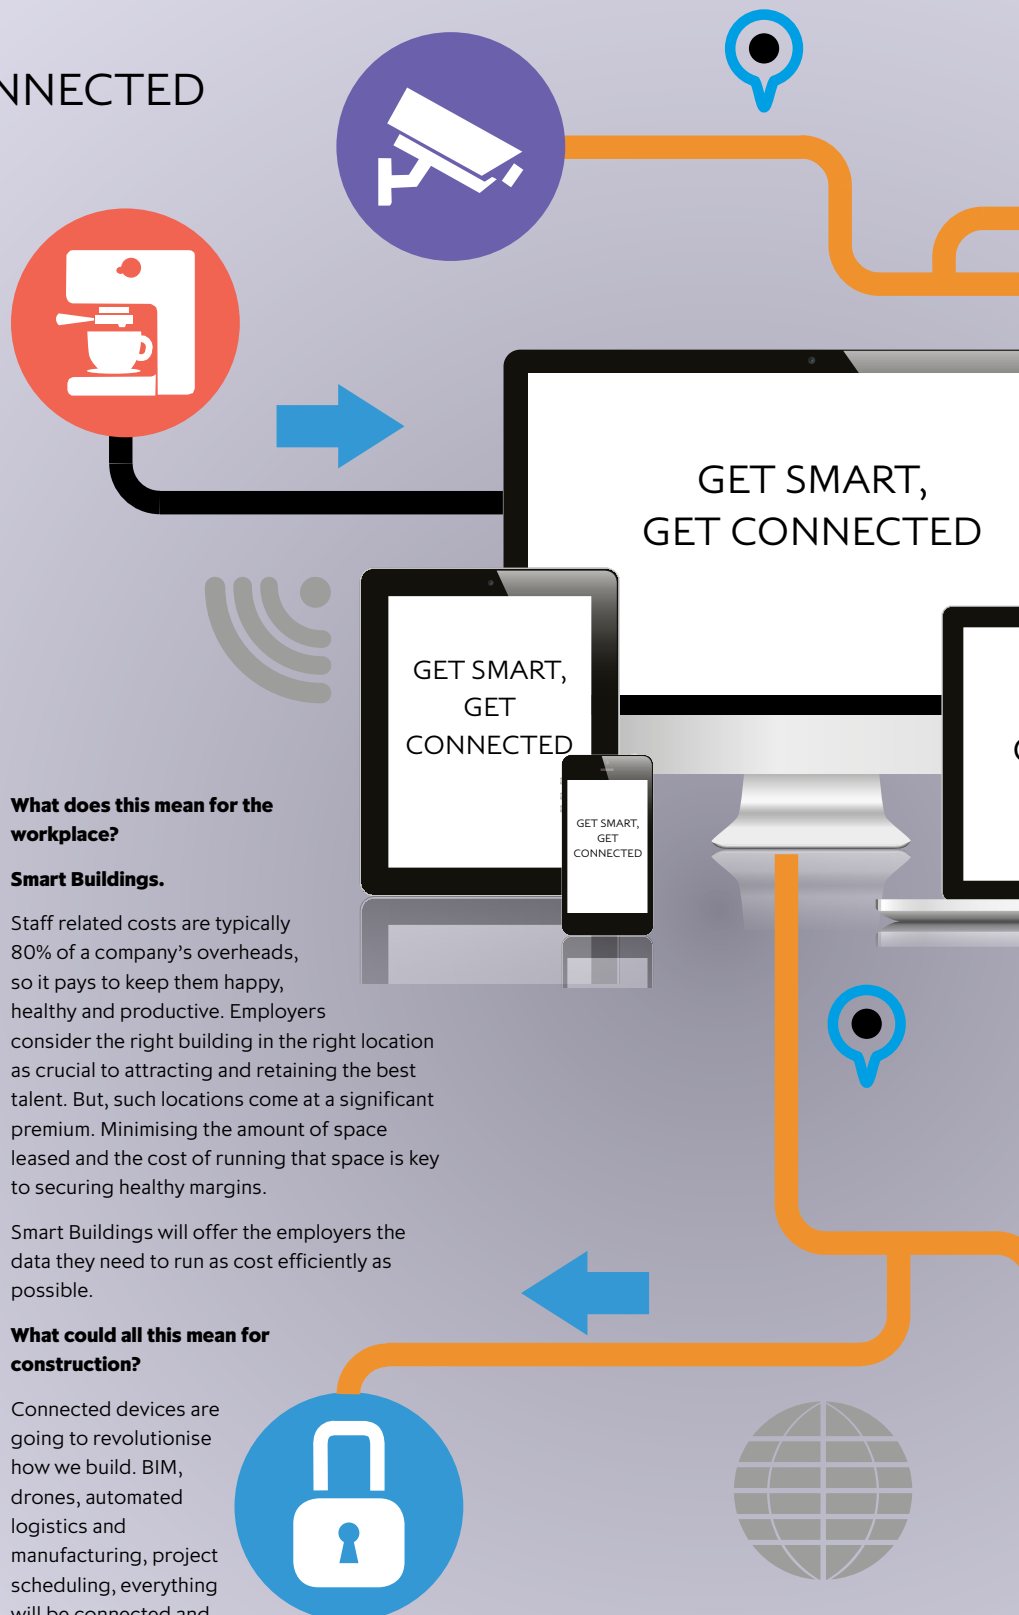 NNECTED
GET SMART,
GET CONNECTED
GET SMART,
GET
CONNECTED
GET SMART,
GET
CONNECTED
What does this mean for the
workplace?
Smart Buildings.
Staff related costs are typically
80% of a company’s overheads,
so it pays to keep them happy,
healthy and productive. Employers
consider the right building in the right location
as crucial to attracting and retaining the best
talent. But, such locations come at a significant
premium. Minimising the amount of space
leased and the cost of running that space is key
to securing healthy margins.
Smart Buildings will offer the employers the
data they need to run as cost efficiently as
possible.
What could all this mean for
construction?
Connected devices are
going to revolutionise
how we build. BIM,
drones, automated
logistics and
manufacturing, project
scheduling, everything
will be connected and